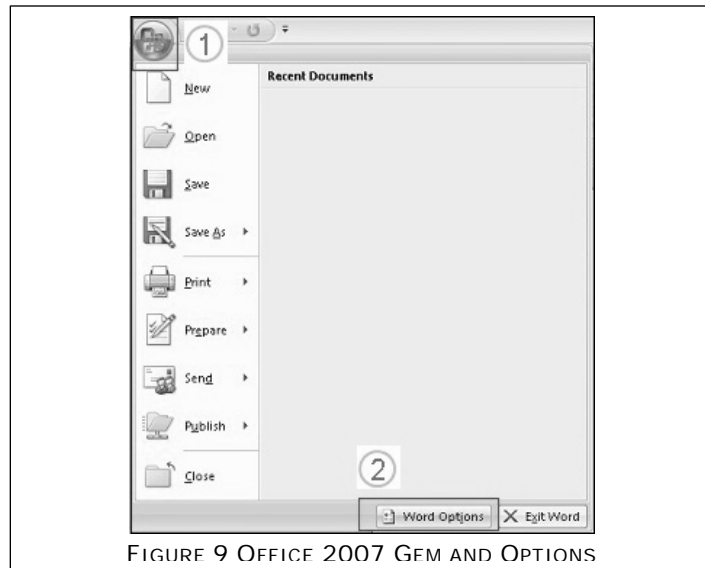 1
Recent Documents
New
Open
Save
Save As
Print
Prepare
Send
Publish
Close
2
Word Options
Exit Word
FIGURE 9 OFFICE 2007 GEM AND OPTIONS